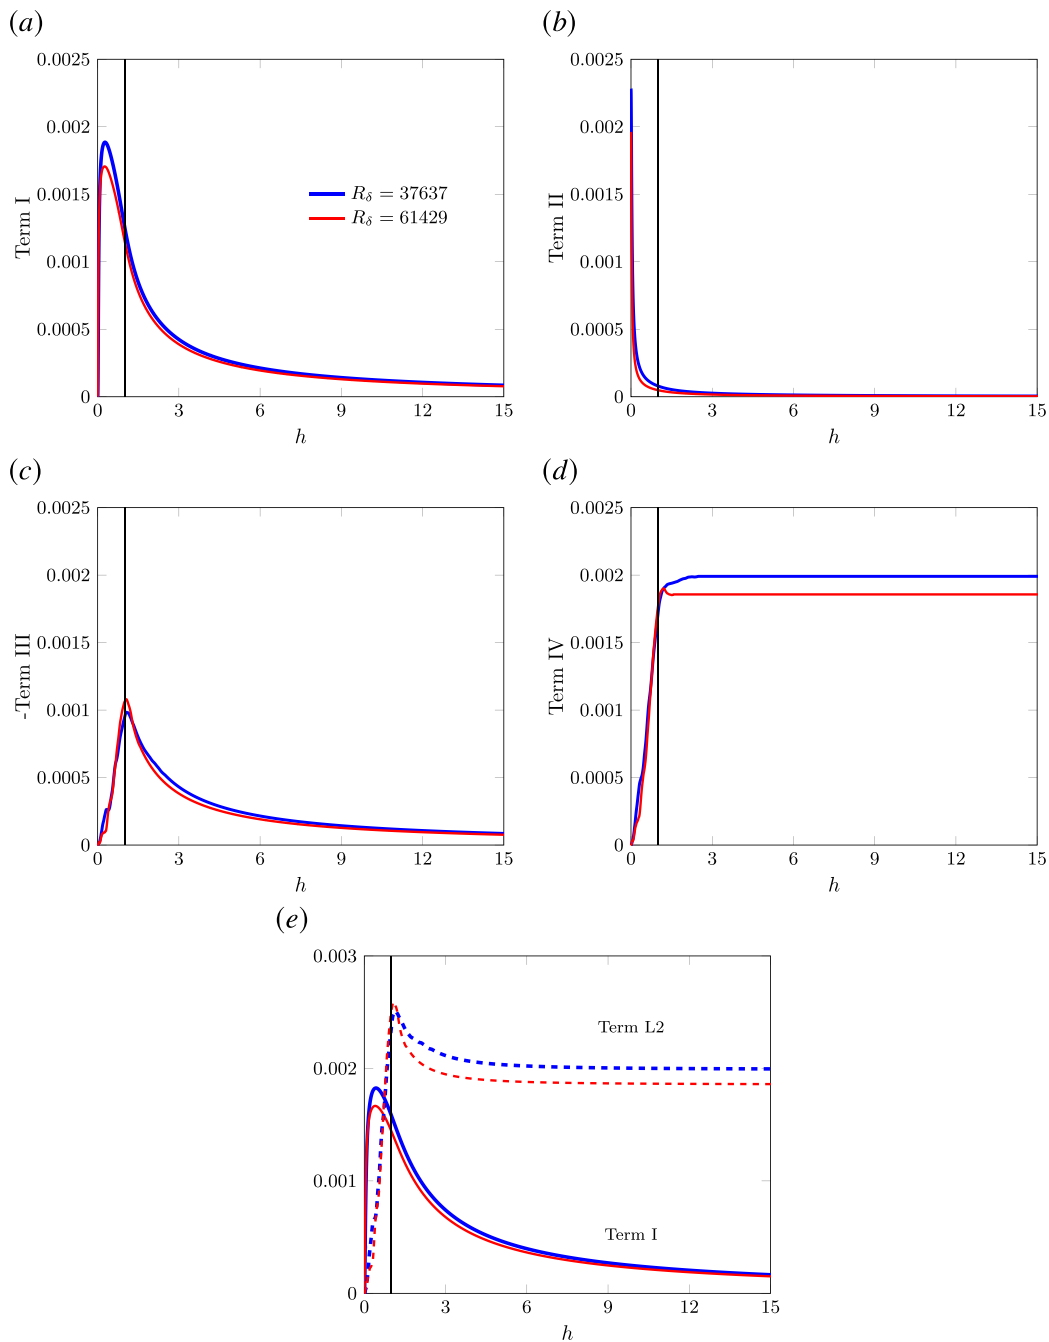 (a)
0.0025
0.002
0.0015
0.001
0.0005
0
0 3 6 9 12 15
Term I
h
R_δ = 37637
R_δ = 61429
(b)
0.0025
0.002
0.0015
0.001
0.0005
0
0 3 6 9 12 15
Term II
h
(c)
0.0025
0.002
0.0015
0.001
0.0005
0
0 3 6 9 12 15
-Term III
h
(d)
0.0025
0.002
0.0015
0.001
0.0005
0
0 3 6 9 12 15
Term IV
h
(e)
0.003
0.002
0.001
0
0 3 6 9 12 15
Term L2
Term I
h